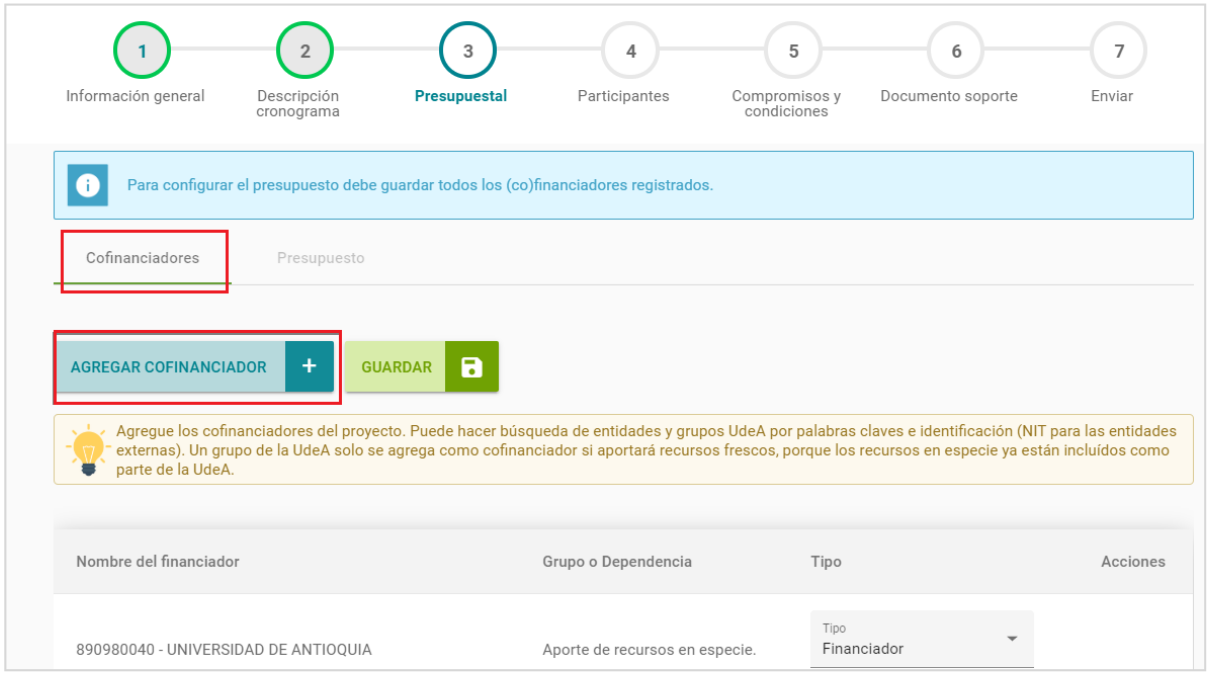 1
2
3
4
5
6
7
Información general
Descripción
cronograma
Presupuestal
Participantes
Compromisos y
condiciones
Documento soporte
Enviar
Para configurar el presupuesto debe guardar todos los (co)financiadores registrados.
Cofinanciadores
Presupuesto
AGREGAR COFINANCIADOR +
GUARDAR
Agregue los cofinanciadores del proyecto. Puede hacer búsqueda de entidades y grupos UdeA por palabras claves e identificación (NIT para las entidades
externas). Un grupo de la UdeA solo se agrega como cofinanciador si aportará recursos frescos, porque los recursos en especie ya están incluídos como
parte de la UdeA.
Nombre del financiador
Grupo o Dependencia
Tipo
Acciones
890980040 - UNIVERSIDAD DE ANTIOQUIA
Aporte de recursos en especie.
Tipo
Financiador